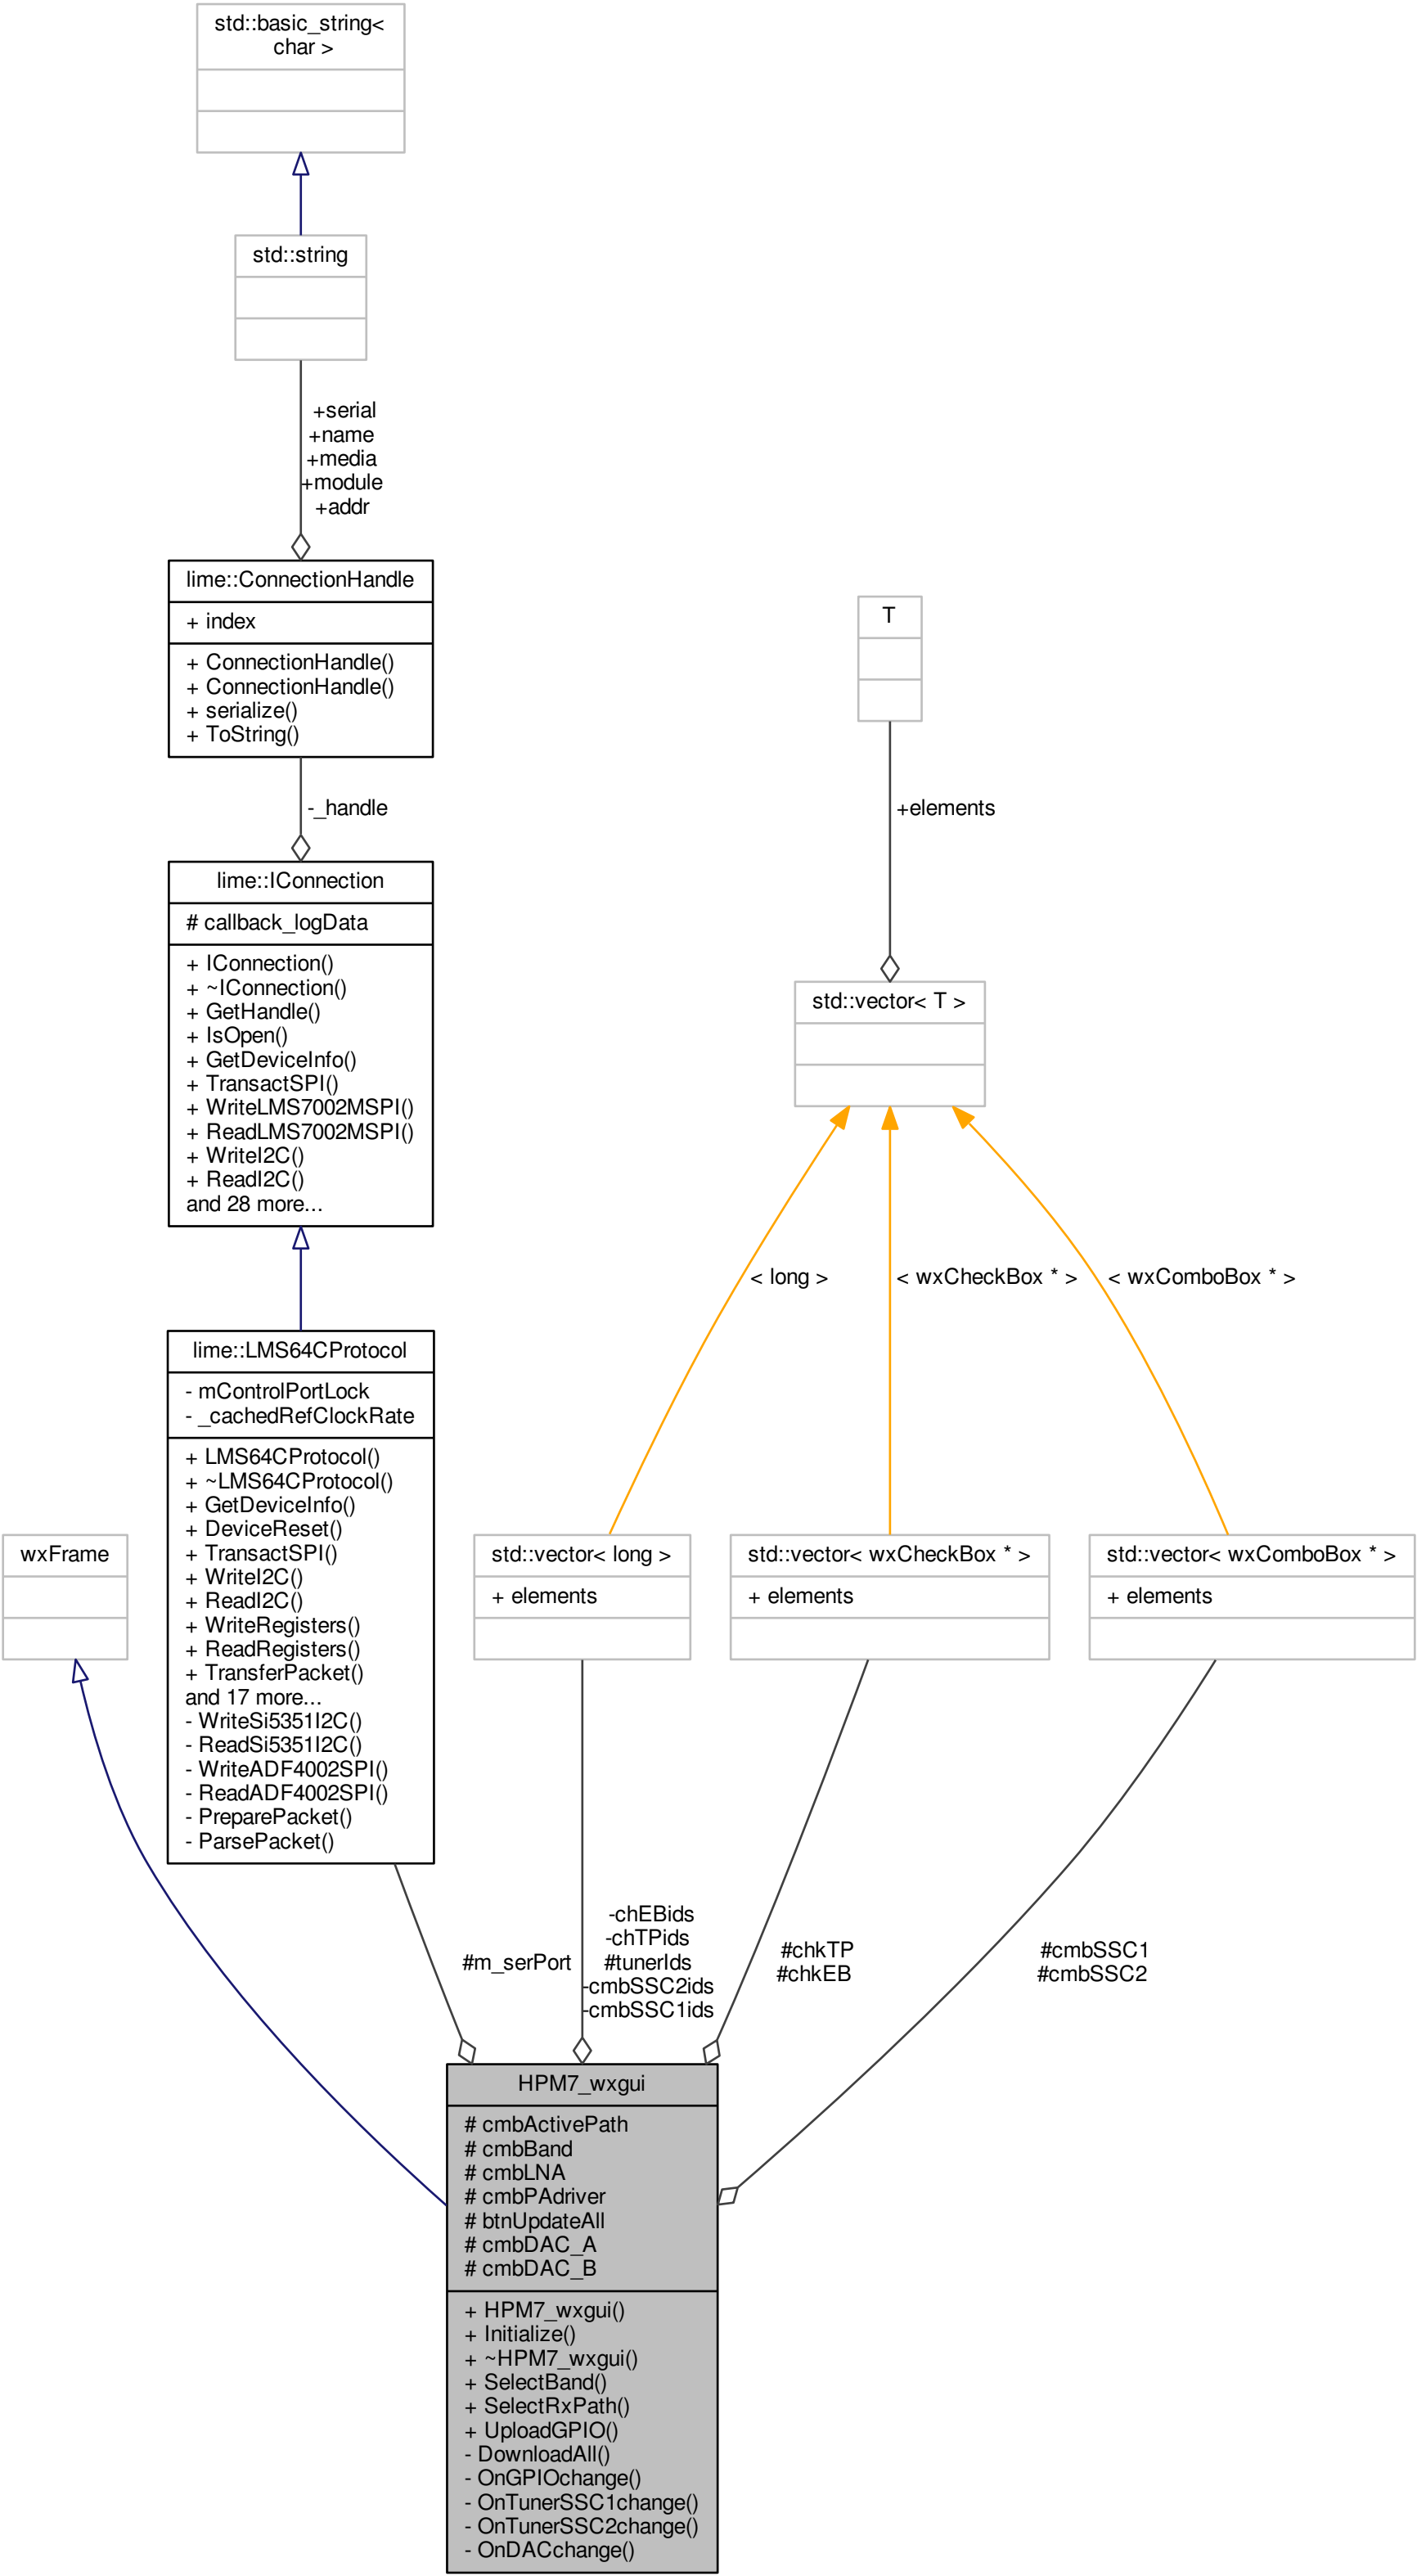 std::basic_string<
char >
std::string
+serial
+name
+media
+module
+addr
lime::ConnectionHandle
+ index
+ ConnectionHandle()
+ ConnectionHandle()
+ serialize()
+ ToString()
T
-_handle
+elements
lime::IConnection
# callback_logData
+ IConnection()
+ ~IConnection()
+ GetHandle()
+ IsOpen()
+ GetDeviceInfo()
+ TransactSPI()
+ WriteLMS7002MSPI()
+ ReadLMS7002MSPI()
+ WriteI2C()
+ ReadI2C()
and 28 more...
std::vector< T >
< long >
< wxCheckBox * >
< wxComboBox * >
lime::LMS64CProtocol
- mControlPortLock
- _cachedRefClockRate
+ LMS64CProtocol()
+ ~LMS64CProtocol()
+ GetDeviceInfo()
+ DeviceReset()
+ TransactSPI()
+ WriteI2C()
+ ReadI2C()
+ WriteRegisters()
+ ReadRegisters()
+ TransferPacket()
and 17 more...
- WriteSi5351I2C()
- ReadSi5351I2C()
- WriteADF4002SPI()
- ReadADF4002SPI()
- PreparePacket()
- ParsePacket()
wxFrame
std::vector< long >
+ elements
std::vector< wxCheckBox * >
+ elements
std::vector< wxComboBox * >
+ elements
#m_serPort
-chEBids
-chTPids
#tunerIds
-cmbSSC2ids
-cmbSSC1ids
#chkTP
#chkEB
#cmbSSC1
#cmbSSC2
HPM7_wxgui
# cmbActivePath
# cmbBand
# cmbLNA
# cmbPAdriver
# btnUpdateAll
# cmbDAC_A
# cmbDAC_B
+ HPM7_wxgui()
+ Initialize()
+ ~HPM7_wxgui()
+ SelectBand()
+ SelectRxPath()
+ UploadGPIO()
- DownloadAll()
- OnGPIOchange()
- OnTunerSSC1change()
- OnTunerSSC2change()
- OnDACchange()